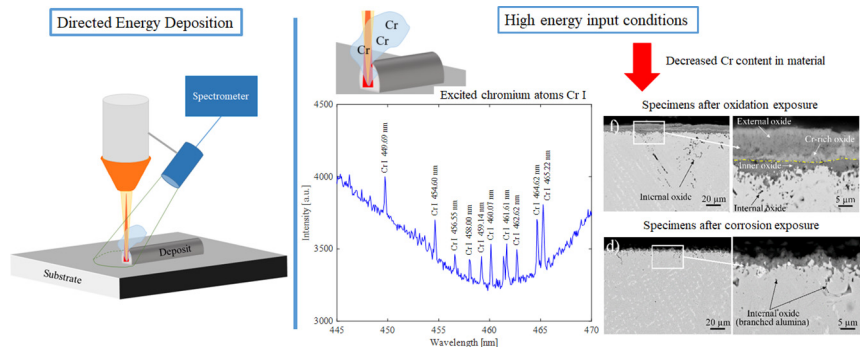 Directed Energy Deposition
Spectrometer
Deposit
Substrate
High energy input conditions
Cr
Cr
Cr
Decreased Cr content in material
Excited chromium atoms Cr I
Intensity [a.u.]
4500
4000
3500
3000
445
450
455
460
465
470
Wavelength [nm]
Cr I 449.69 nm
Cr I 454.60 nm
Cr I 456.55 nm
Cr I 458.09 nm
Cr I 459.14 nm
Cr I 460.07 nm
Cr I 461.61 nm
Cr I 462.62 nm
Cr I 464.62 nm
Cr I 465.22 nm
Specimens after oxidation exposure
f)
Internal oxide
20 µm
External oxide
Cr-rich oxide
Inner oxide
Internal oxide
5 µm
Specimens after corrosion exposure
d)
20 µm
Internal oxide
(branched alumina)
5 µm